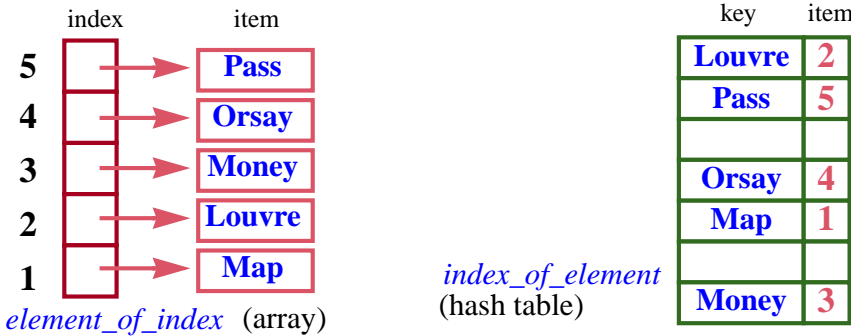 index item
5 Pass
4 Orsay
3 Money
2 Louvre
1 Map
element_of_index (array)
key item
Louvre 2
Pass 5
Orsay 4
Map 1
Money 3
index_of_element
(hash table)